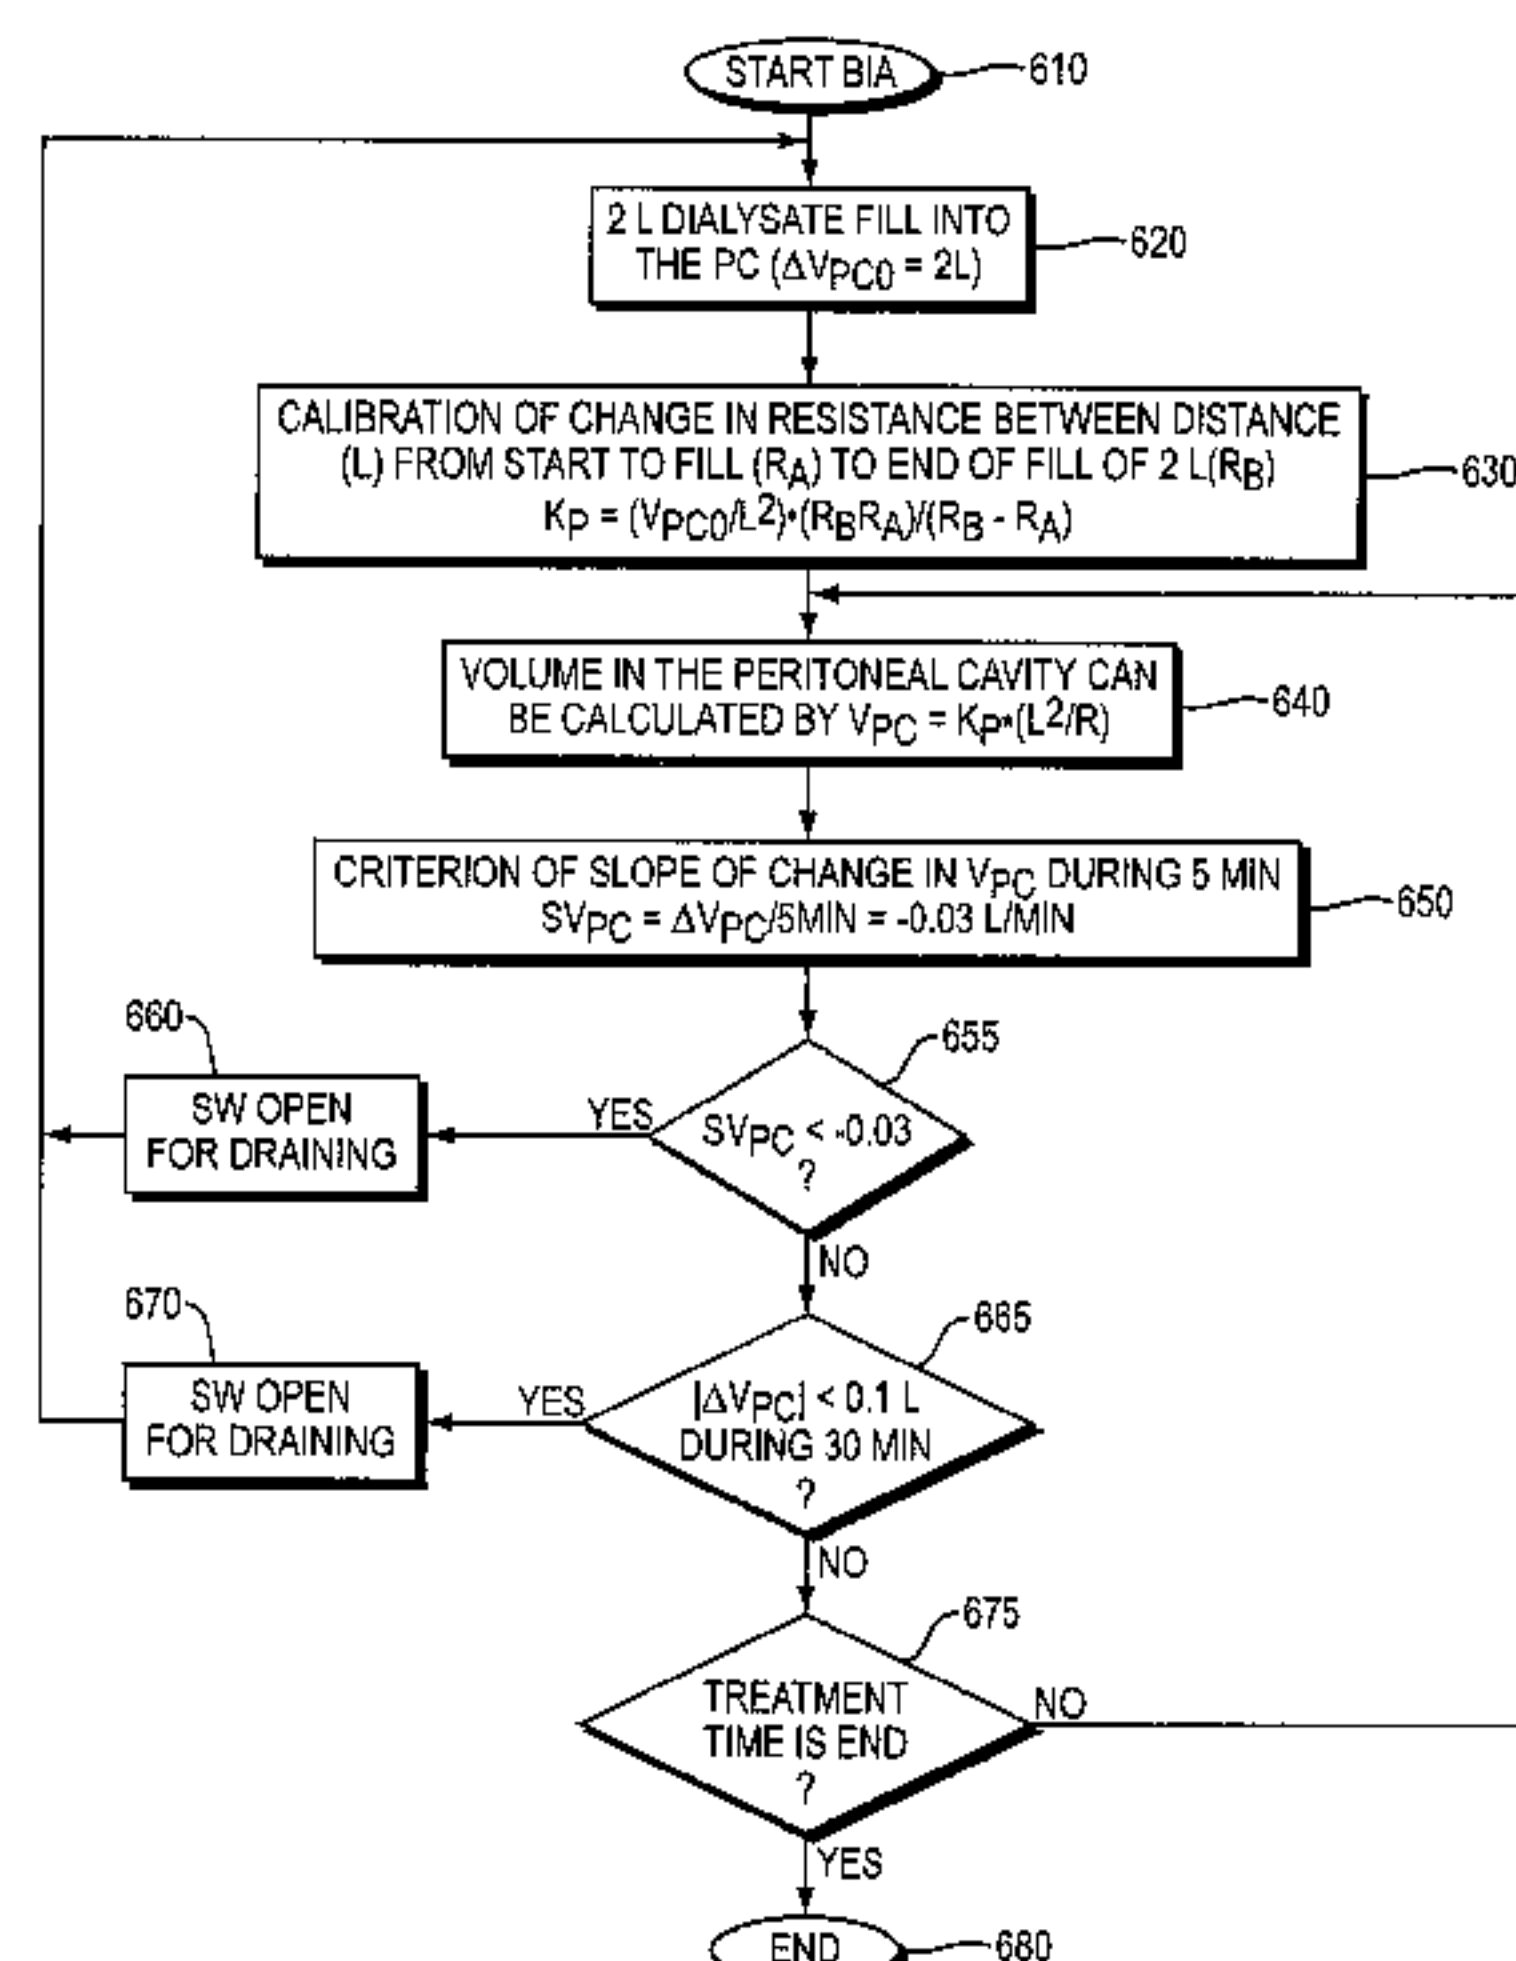 START BIA
610
2 L DIALYSATE FILL INTO
THE PC (ΔVPC0 = 2L)
620
CALIBRATION OF CHANGE IN RESISTANCE BETWEEN DISTANCE
(L) FROM START TO FILL (RA) TO END OF FILL OF 2 L(RB)
KP = (VPC0/L2)•(RBRA)/(RB - RA)
630
VOLUME IN THE PERITONEAL CAVITY CAN
BE CALCULATED BY VPC = KP•(L2/R)
640
CRITERION OF SLOPE OF CHANGE IN VPC DURING 5 MIN
SVPC = ΔVPC/5MIN = -0.03 L/MIN
650
660
SW OPEN
FOR DRAINING
YES
655
SVPC < -0.03
?
NO
670
SW OPEN
FOR DRAINING
YES
665
|ΔVPC| < 0.1 L
DURING 30 MIN
?
NO
675
TREATMENT
TIME IS END
?
NO
YES
END
680